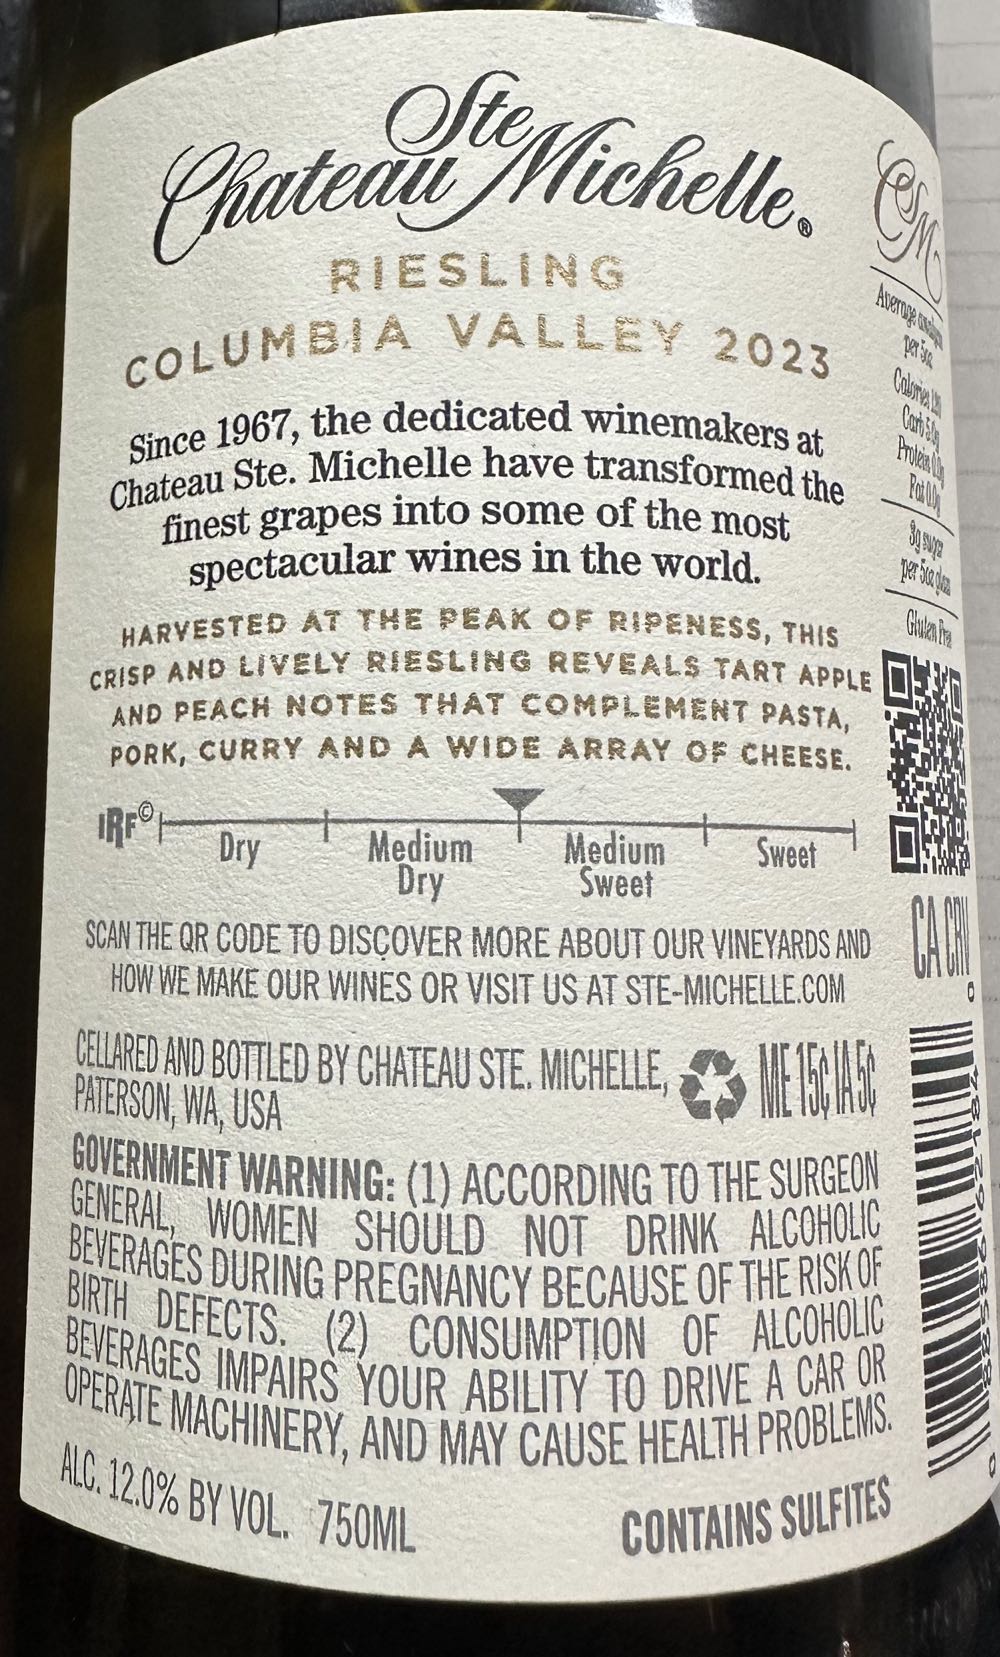 Chateau Ste Michelle®
RIESLING
COLUMBIA VALLEY 2023
Since 1967, the dedicated winemakers at
Chateau Ste. Michelle have transformed the
finest grapes into some of the most
spectacular wines in the world.
HARVESTED AT THE PEAK OF RIPENESS, THIS
CRISP AND LIVELY RIESLING REVEALS TART APPLE
AND PEACH NOTES THAT COMPLEMENT PASTA,
PORK, CURRY AND A WIDE ARRAY OF CHEESE.
IRF©
Dry
Medium Dry
Medium Sweet
Sweet
SCAN THE QR CODE TO DISCOVER MORE ABOUT OUR VINEYARDS AND
HOW WE MAKE OUR WINES OR VISIT US AT STE-MICHELLE.COM
CELLARED AND BOTTLED BY CHATEAU STE. MICHELLE,
PATERSON, WA, USA
ME 15¢ IA 5¢
GOVERNMENT WARNING: (1) ACCORDING TO THE SURGEON
GENERAL, WOMEN SHOULD NOT DRINK ALCOHOLIC
BEVERAGES DURING PREGNANCY BECAUSE OF THE RISK OF
BIRTH DEFECTS. (2) CONSUMPTION OF ALCOHOLIC
BEVERAGES IMPAIRS YOUR ABILITY TO DRIVE A CAR OR
OPERATE MACHINERY, AND MAY CAUSE HEALTH PROBLEMS.
ALC. 12.0% BY VOL. 750ML
CONTAINS SULFITES
CSM
Average
per 5oz
Calories
Carb
Protein
Fat 0.0g
3g sugar
per 5oz glass
Gluten Free
CA CRV